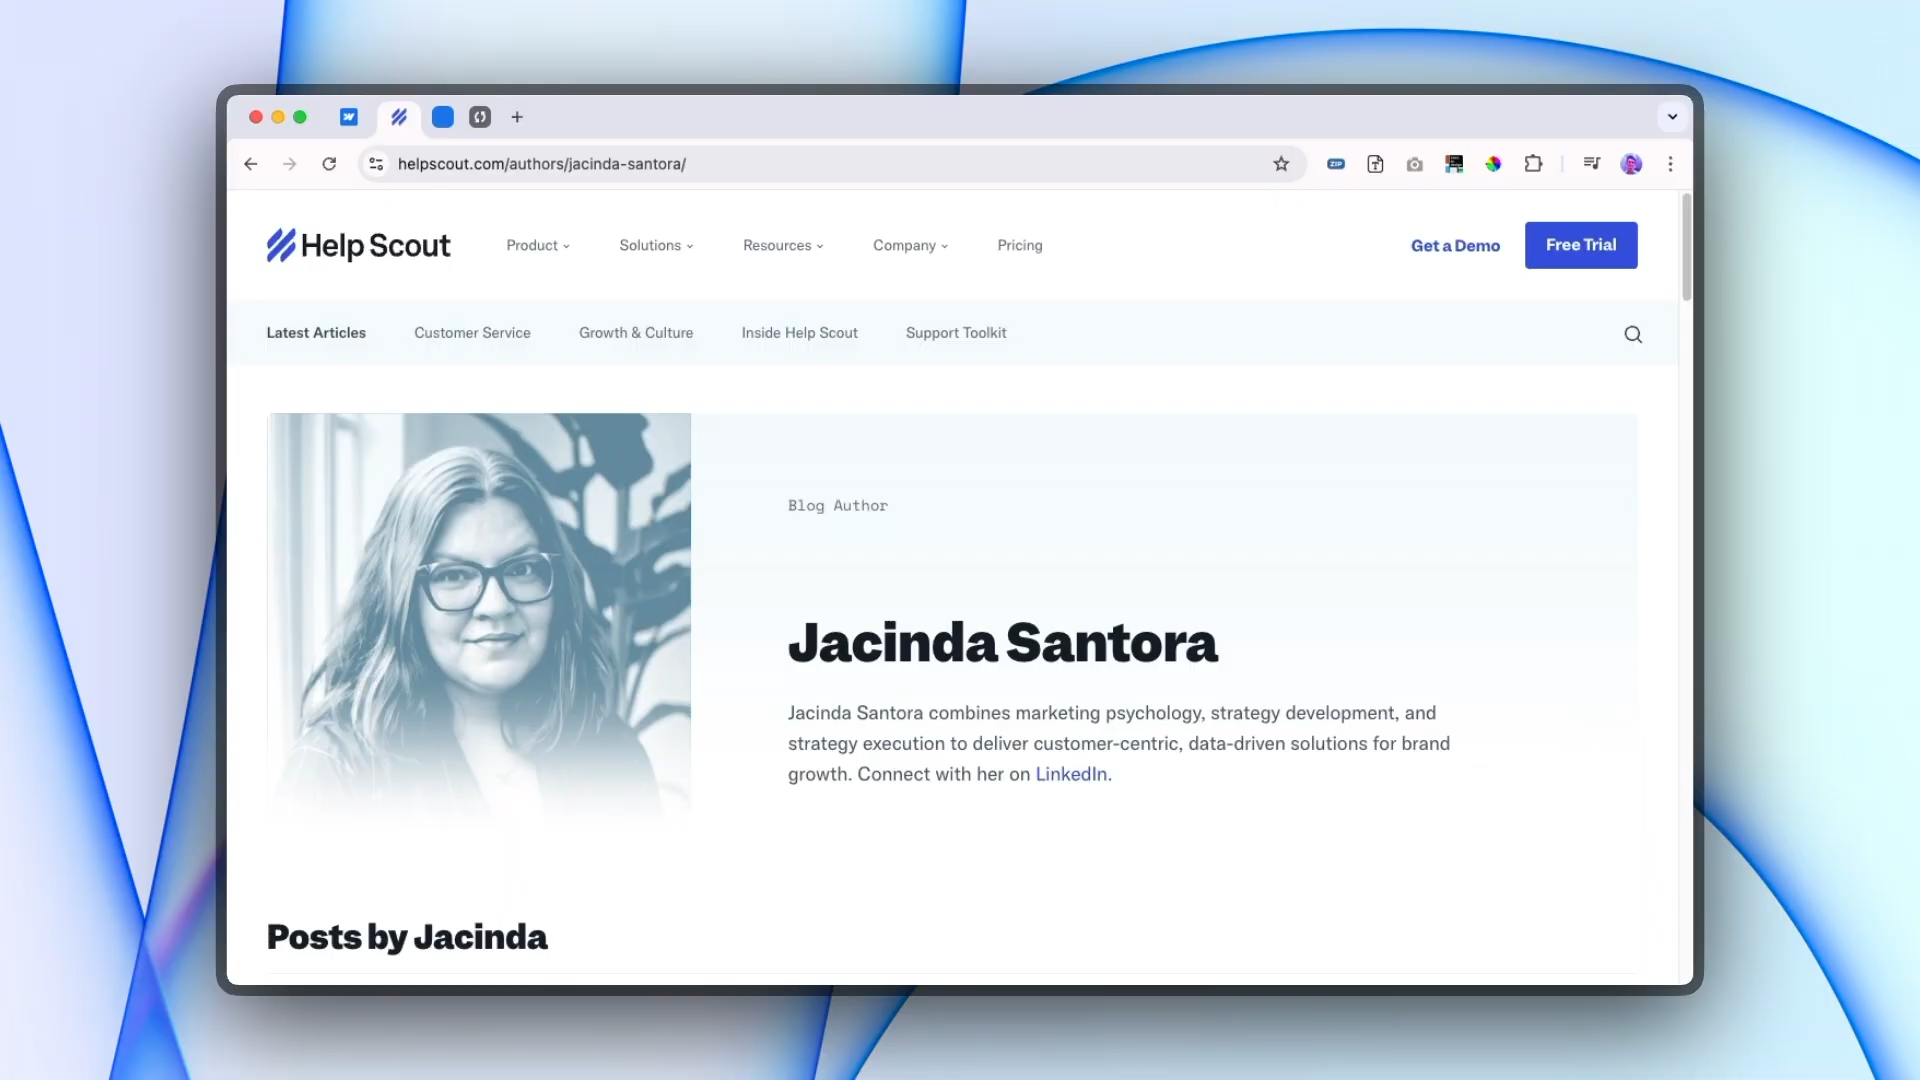 helpscout.com/authors/jacinda-santora/
ZIP
Help Scout
Product
Solutions
Resources
Company
Pricing
Get a Demo
Free Trial
Latest Articles
Customer Service
Growth & Culture
Inside Help Scout
Support Toolkit
Blog Author
Jacinda Santora
Jacinda Santora combines marketing psychology, strategy development, and
strategy execution to deliver customer-centric, data-driven solutions for brand
growth. Connect with her on LinkedIn.
Posts by Jacinda